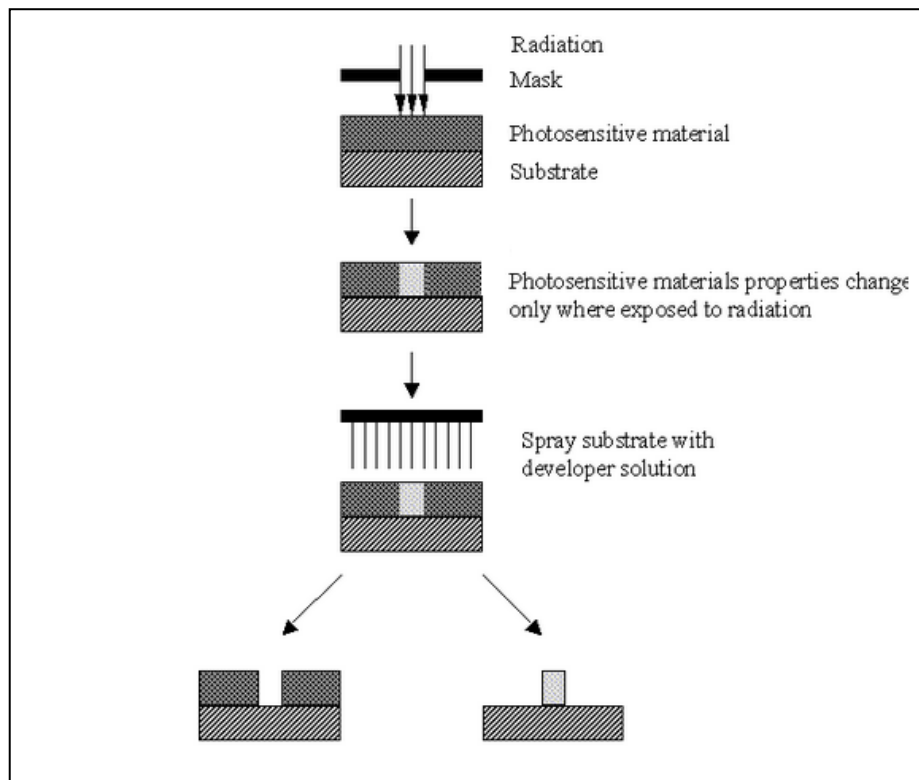 Radiation
Mask
Photosensitive material
Substrate
Photosensitive materials properties change
only where exposed to radiation
Spray substrate with
developer solution